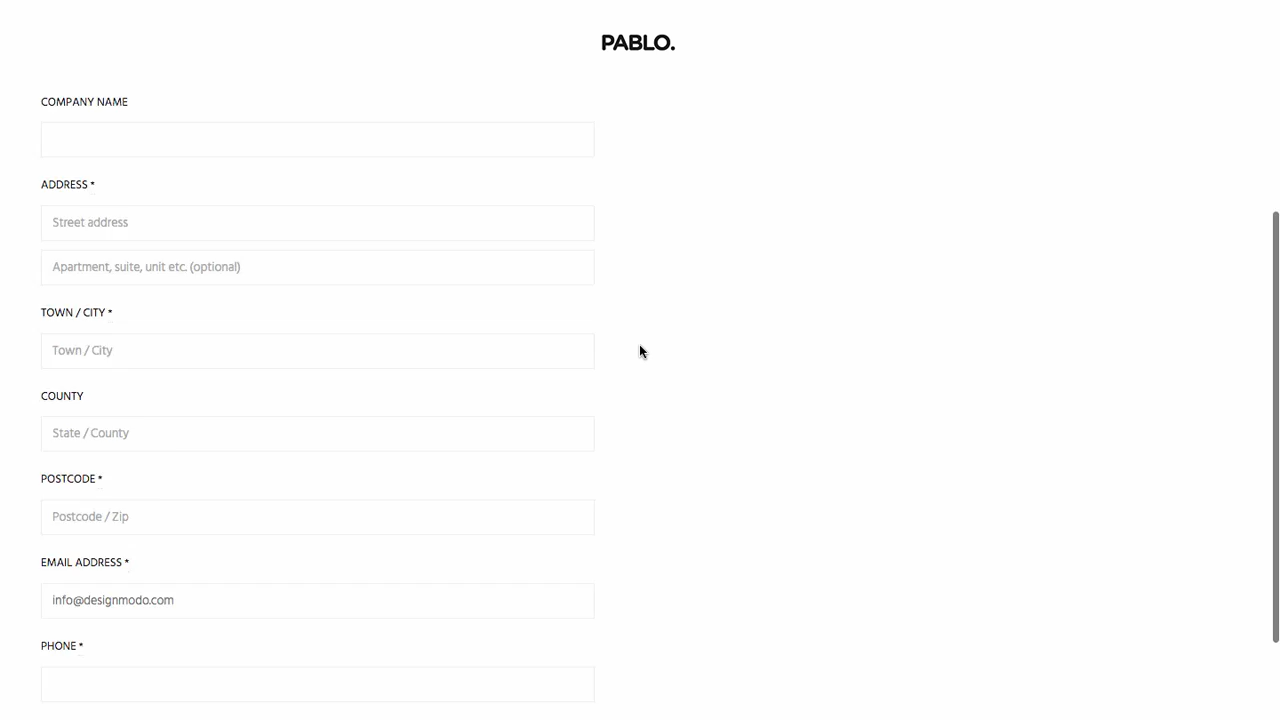 PABLO.
COMPANY NAME
ADDRESS *
Street address
Apartment, suite, unit etc. (optional)
TOWN / CITY *
Town / City
COUNTY
State / County
POSTCODE *
Postcode / Zip
EMAIL ADDRESS *
info@designmodo.com
PHONE *